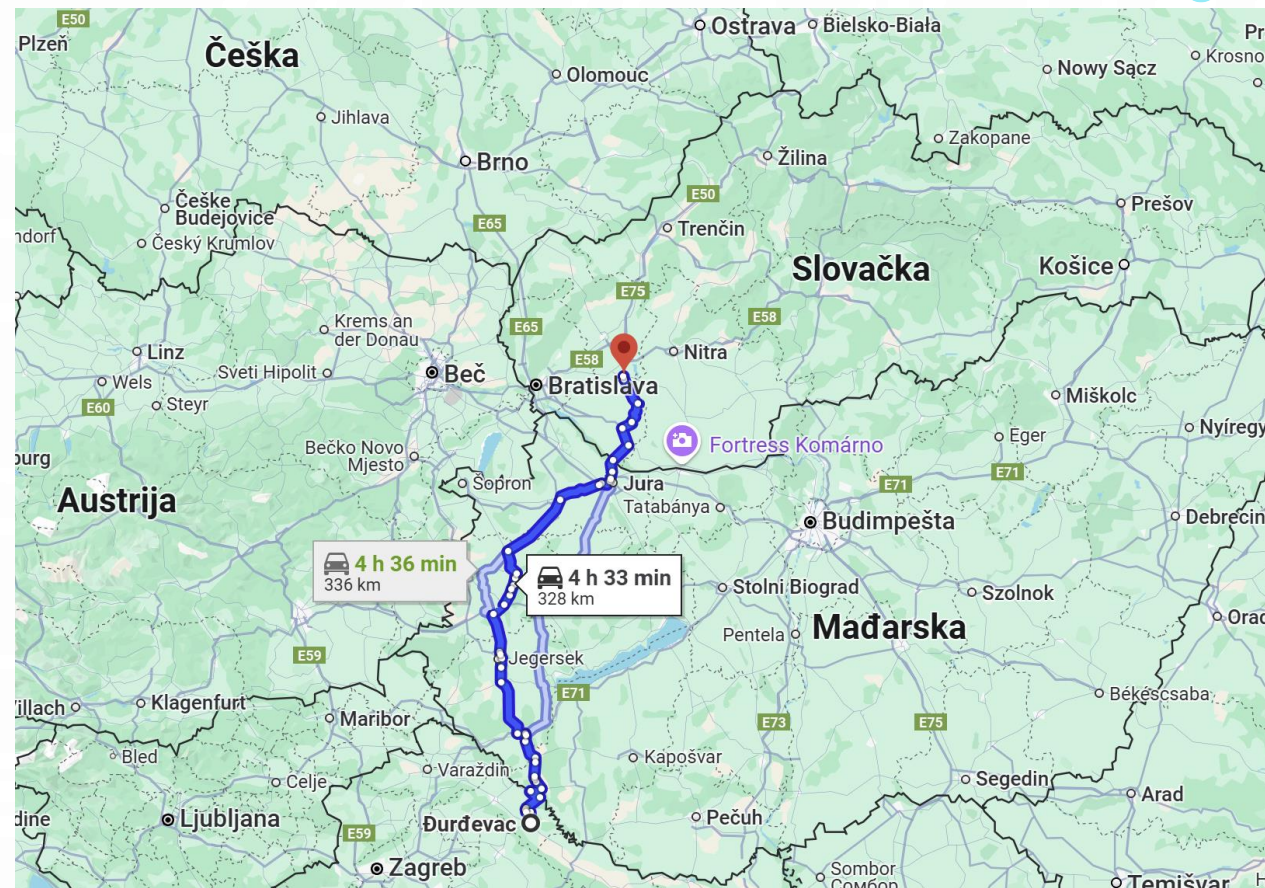 E50
Ostrava
Bielsko-Biała
Plzeň
Češka
Krosno
Olomouc
Nowy Sącz
Jihlava
Zakopane
Brno
Žilina
E50
Češke
Budejovice
Prešov
E65
Trenčin
Český Krumlov
Slovačka
Košice
E75
E58
Krems an
der Donau
E65
Linz
E58
Nitra
Sveti Hipolit
Beč
Bratislava
Wels
Miškolc
E60
Steyr
Eger
Bečko Novo
Mjesto
Fortress Komárno
E71
Šopron
Jura
E71
Austrija
Tatabánya
Budimpešta
4 h 36 min
336 km
4 h 33 min
328 km
Stolni Biograd
Szolnok
Pentela
Mađarska
E59
Jegersek
E71
Békéscsaba
Klagenfurt
Maribor
E73
E75
Bled
Kapošvar
Varaždin
Celje
Segedin
Arad
Ljubljana
Đurđevac
Pečuh
E59
Zagreb
Sombor
Сомбор
Temišvar